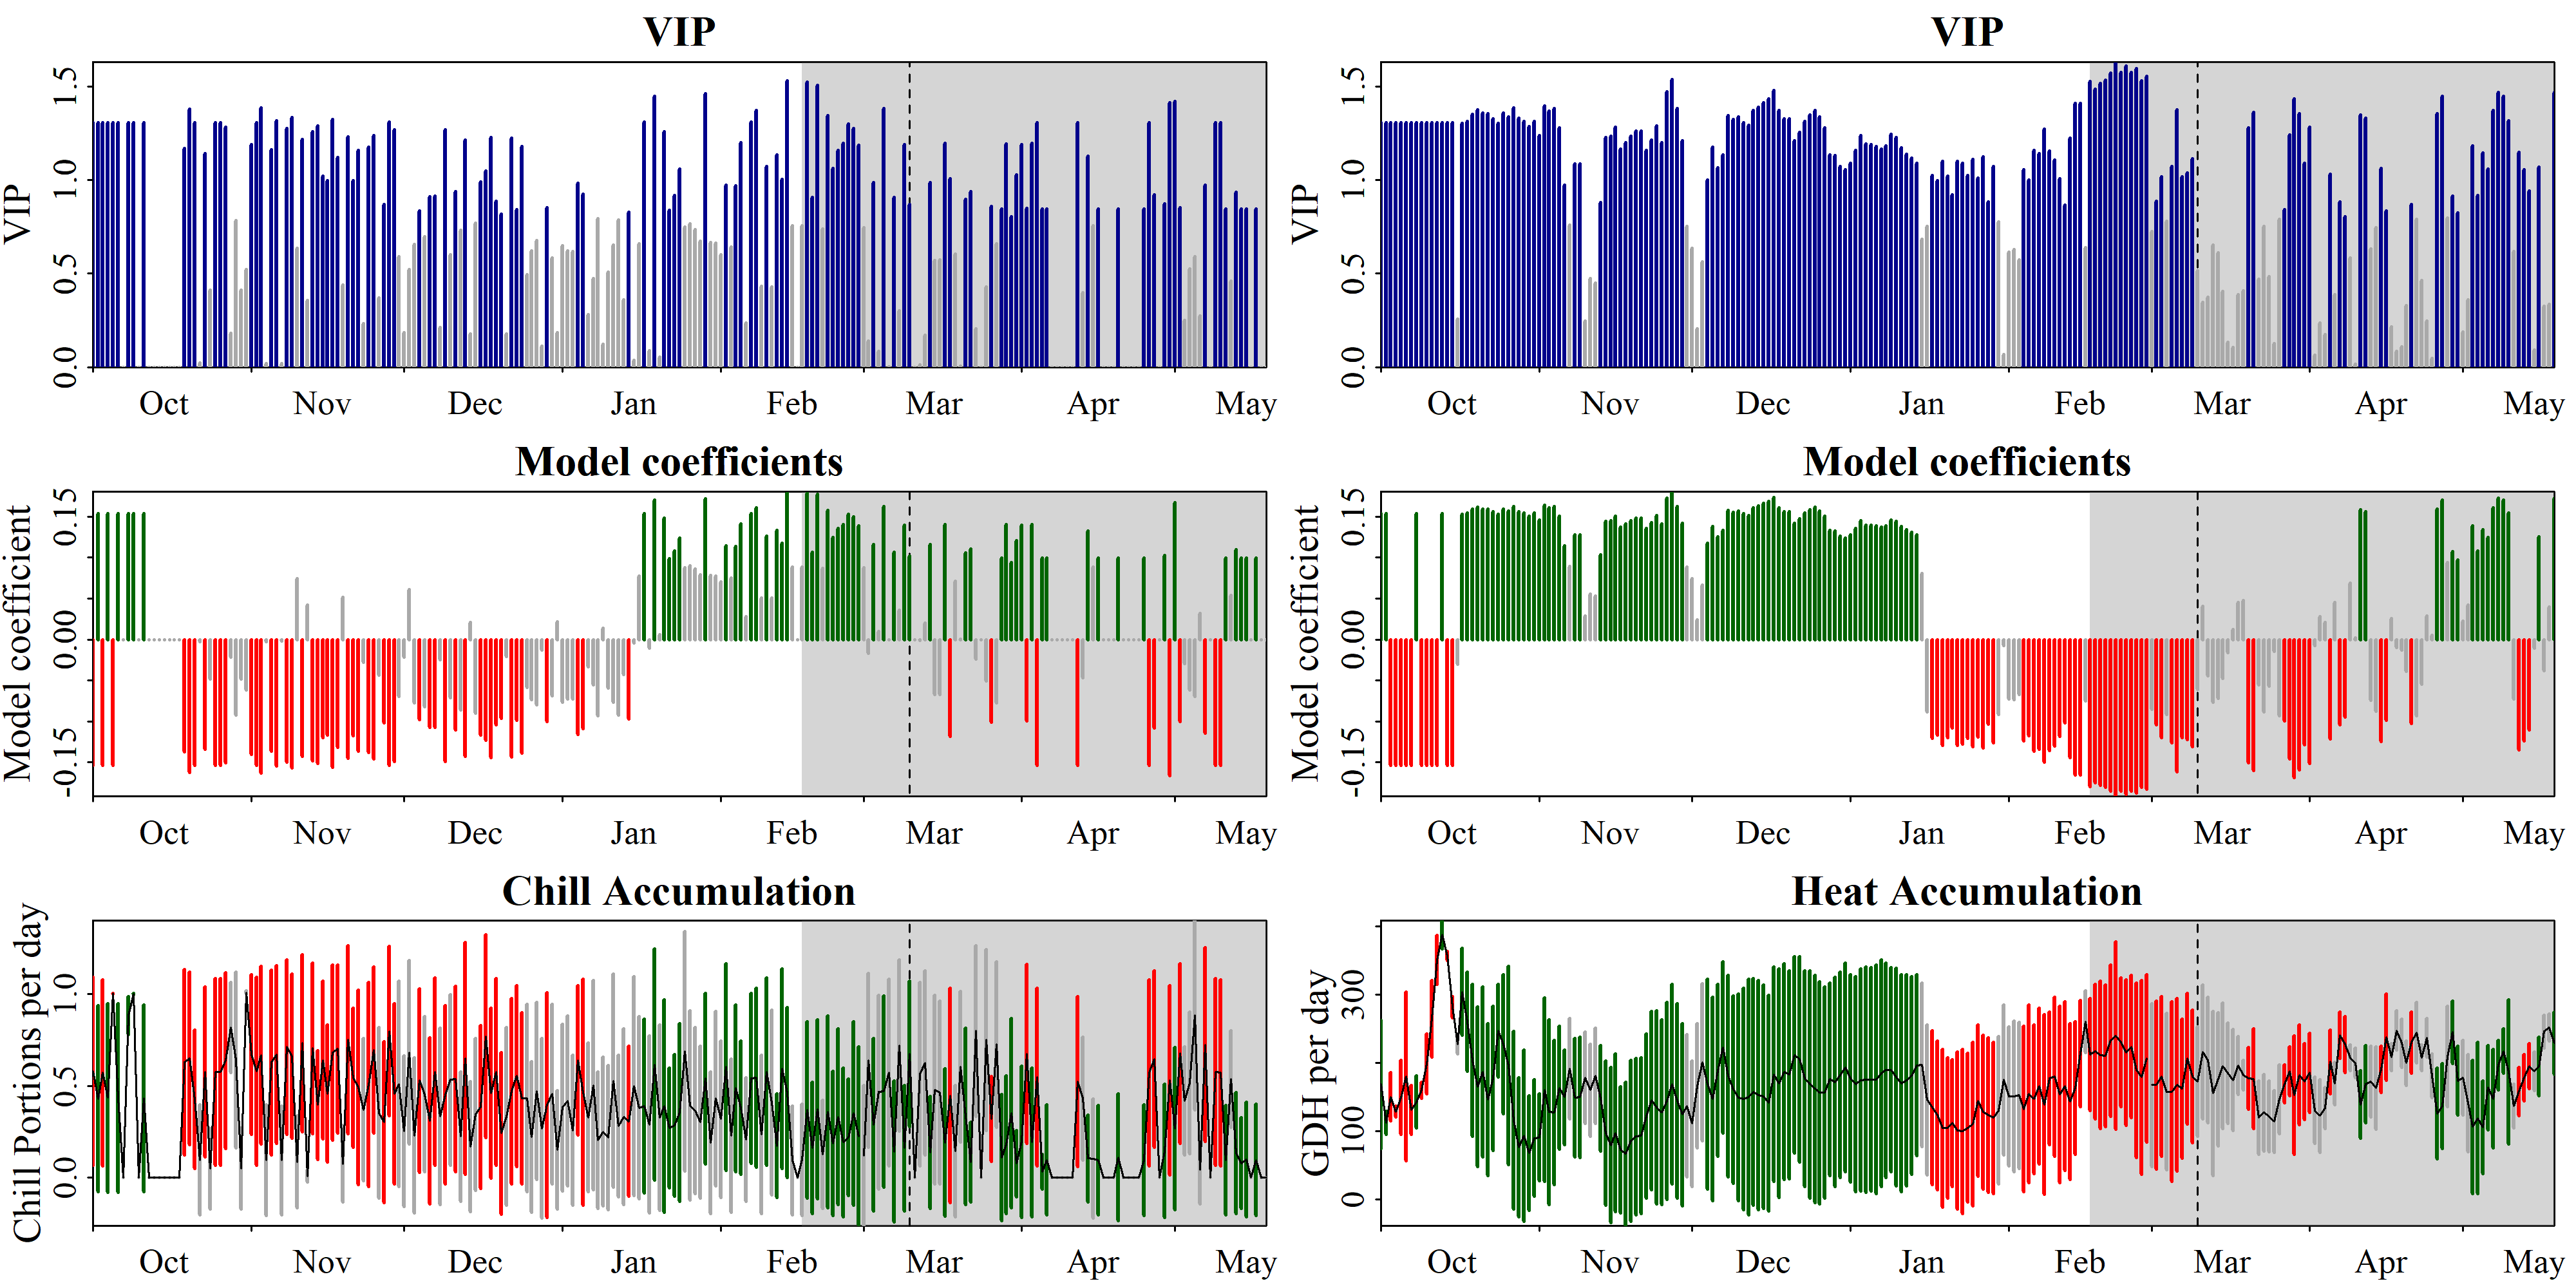 VIP
VIP
0.0 0.5 1.0 1.5
Oct Nov Dec Jan Feb Mar Apr May
VIP
VIP
0.0 0.5 1.0 1.5
Oct Nov Dec Jan Feb Mar Apr May
Model coefficients
Model coefficient
-0.15 0.00 0.15
Oct Nov Dec Jan Feb Mar Apr May
Model coefficients
Model coefficient
-0.15 0.00 0.15
Oct Nov Dec Jan Feb Mar Apr May
Chill Accumulation
Chill Portions per day
0.0 0.5 1.0
Oct Nov Dec Jan Feb Mar Apr May
Heat Accumulation
GDH per day
0 100 300
Oct Nov Dec Jan Feb Mar Apr May